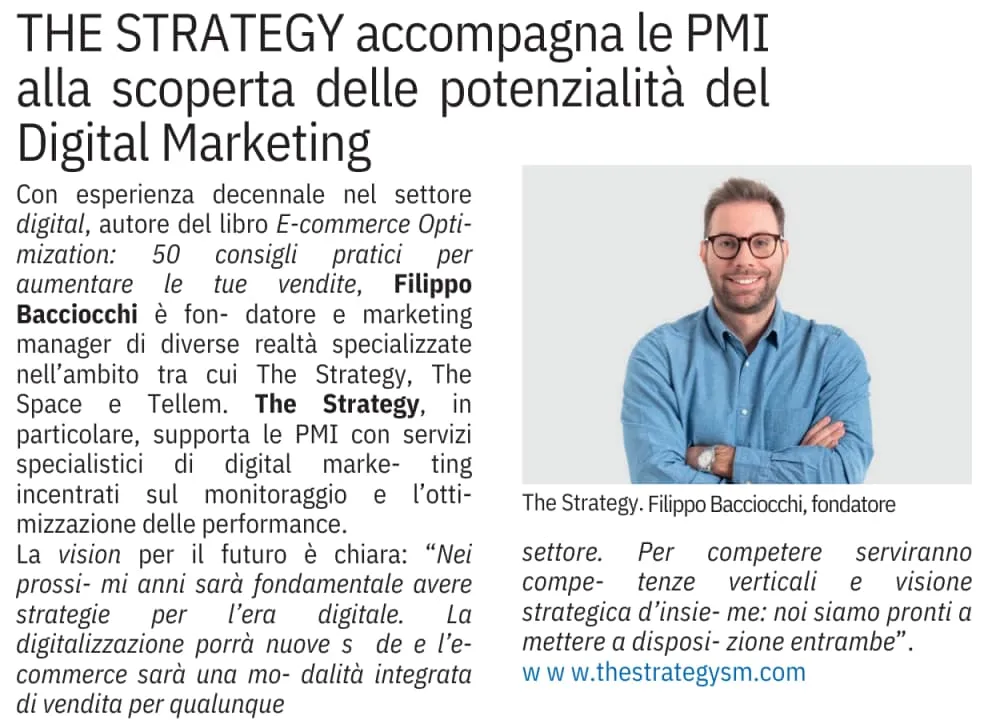 THE STRATEGY accompagna le PMI
alla scoperta delle potenzialità del
Digital Marketing
Con esperienza decennale nel settore
digital, autore del libro E-commerce Opti-
mization: 50 consigli pratici per
aumentare le tue vendite, Filippo
Bacciocchi è fon- datore e marketing
manager di diverse realtà specializzate
nell’ambito tra cui The Strategy, The
Space e Tellem. The Strategy, in
particolare, supporta le PMI con servizi
specialistici di digital marke- ting
incentrati sul monitoraggio e l’otti-
mizzazione delle performance.
La vision per il futuro è chiara: “Nei
prossi- mi anni sarà fondamentale avere
strategie per l’era digitale. La
digitalizzazione porrà nuove s de e l’e-
commerce sarà una mo- dalità integrata
di vendita per qualunque
The Strategy. Filippo Bacciocchi, fondatore
settore. Per competere serviranno
compe- tenze verticali e visione
strategica d’insie- me: noi siamo pronti a
mettere a disposi- zione entrambe”.
w w w.thestrategysm.com